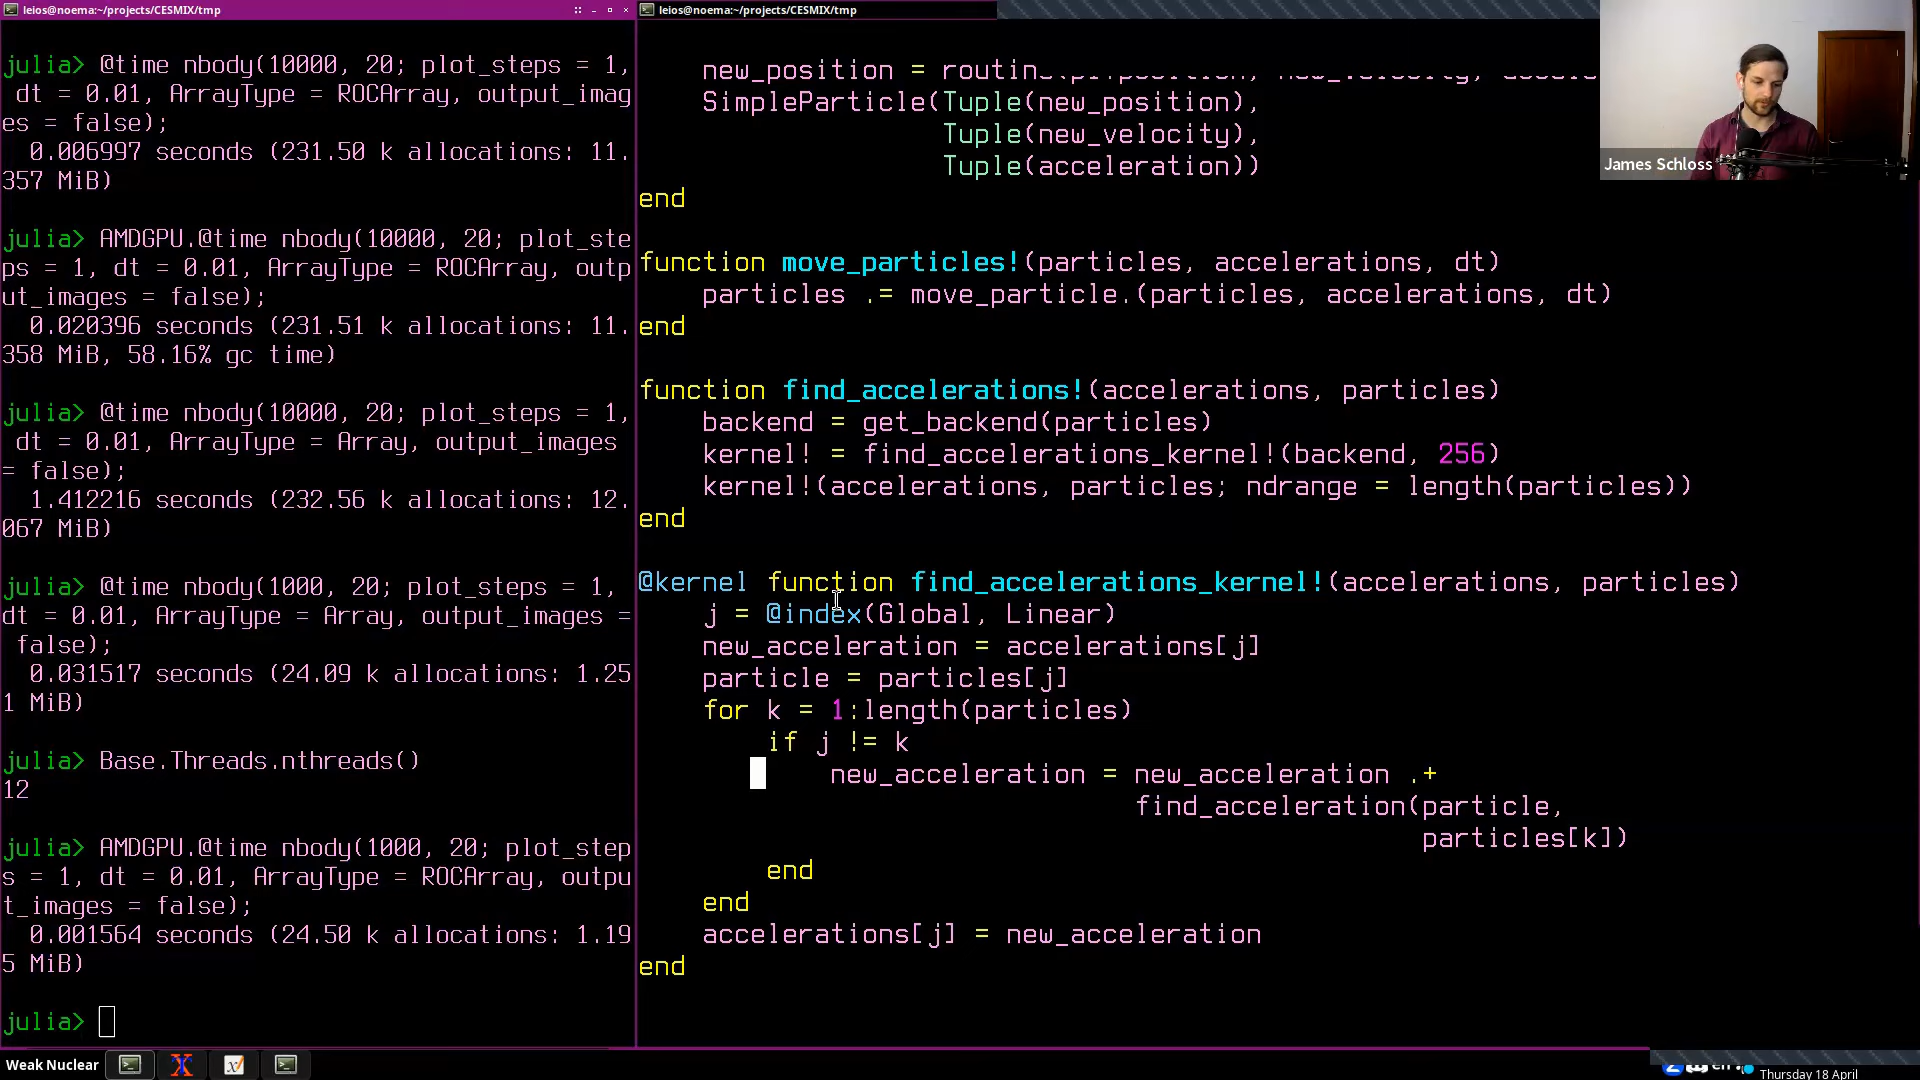 leios@noema:~/projects/CESMIX/tmp
julia> @time nbody(10000, 20; plot_steps = 1,
 dt = 0.01, ArrayType = ROCArray, output_imag
es = false);
  0.006997 seconds (231.50 k allocations: 11.
357 MiB)
julia> AMDGPU.@time nbody(10000, 20; plot_ste
ps = 1, dt = 0.01, ArrayType = ROCArray, outp
ut_images = false);
  0.020396 seconds (231.51 k allocations: 11.
358 MiB, 58.16% gc time)
julia> @time nbody(10000, 20; plot_steps = 1,
 dt = 0.01, ArrayType = Array, output_images
= false);
  1.412216 seconds (232.56 k allocations: 12.
067 MiB)
julia> @time nbody(1000, 20; plot_steps = 1,
dt = 0.01, ArrayType = Array, output_images =
 false);
  0.031517 seconds (24.09 k allocations: 1.25
1 MiB)
julia> Base.Threads.nthreads()
12
julia> AMDGPU.@time nbody(1000, 20; plot_step
s = 1, dt = 0.01, ArrayType = ROCArray, outpu
t_images = false);
  0.001564 seconds (24.50 k allocations: 1.19
5 MiB)
julia>
leios@noema:~/projects/CESMIX/tmp
    new_position = routin
    SimpleParticle(Tuple(new_position),
                   Tuple(new_velocity),
                   Tuple(acceleration))
end
function move_particles!(particles, accelerations, dt)
    particles .= move_particle.(particles, accelerations, dt)
end
function find_accelerations!(accelerations, particles)
    backend = get_backend(particles)
    kernel! = find_accelerations_kernel!(backend, 256)
    kernel!(accelerations, particles; ndrange = length(particles))
end
@kernel function find_accelerations_kernel!(accelerations, particles)
    j = @index(Global, Linear)
    new_acceleration = accelerations[j]
    particle = particles[j]
    for k = 1:length(particles)
        if j != k
            new_acceleration = new_acceleration .+
                               find_acceleration(particle,
                                                 particles[k])
        end
    end
    accelerations[j] = new_acceleration
end
James Schloss
Weak Nuclear
en
Thursday 18 April